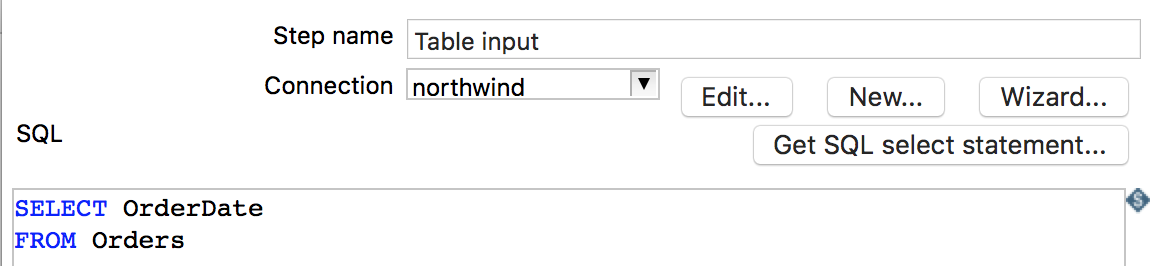 Step name Table input
Connection northwind Edit... New... Wizard...
SQL
Get SQL select statement...
SELECT OrderDate
FROM Orders